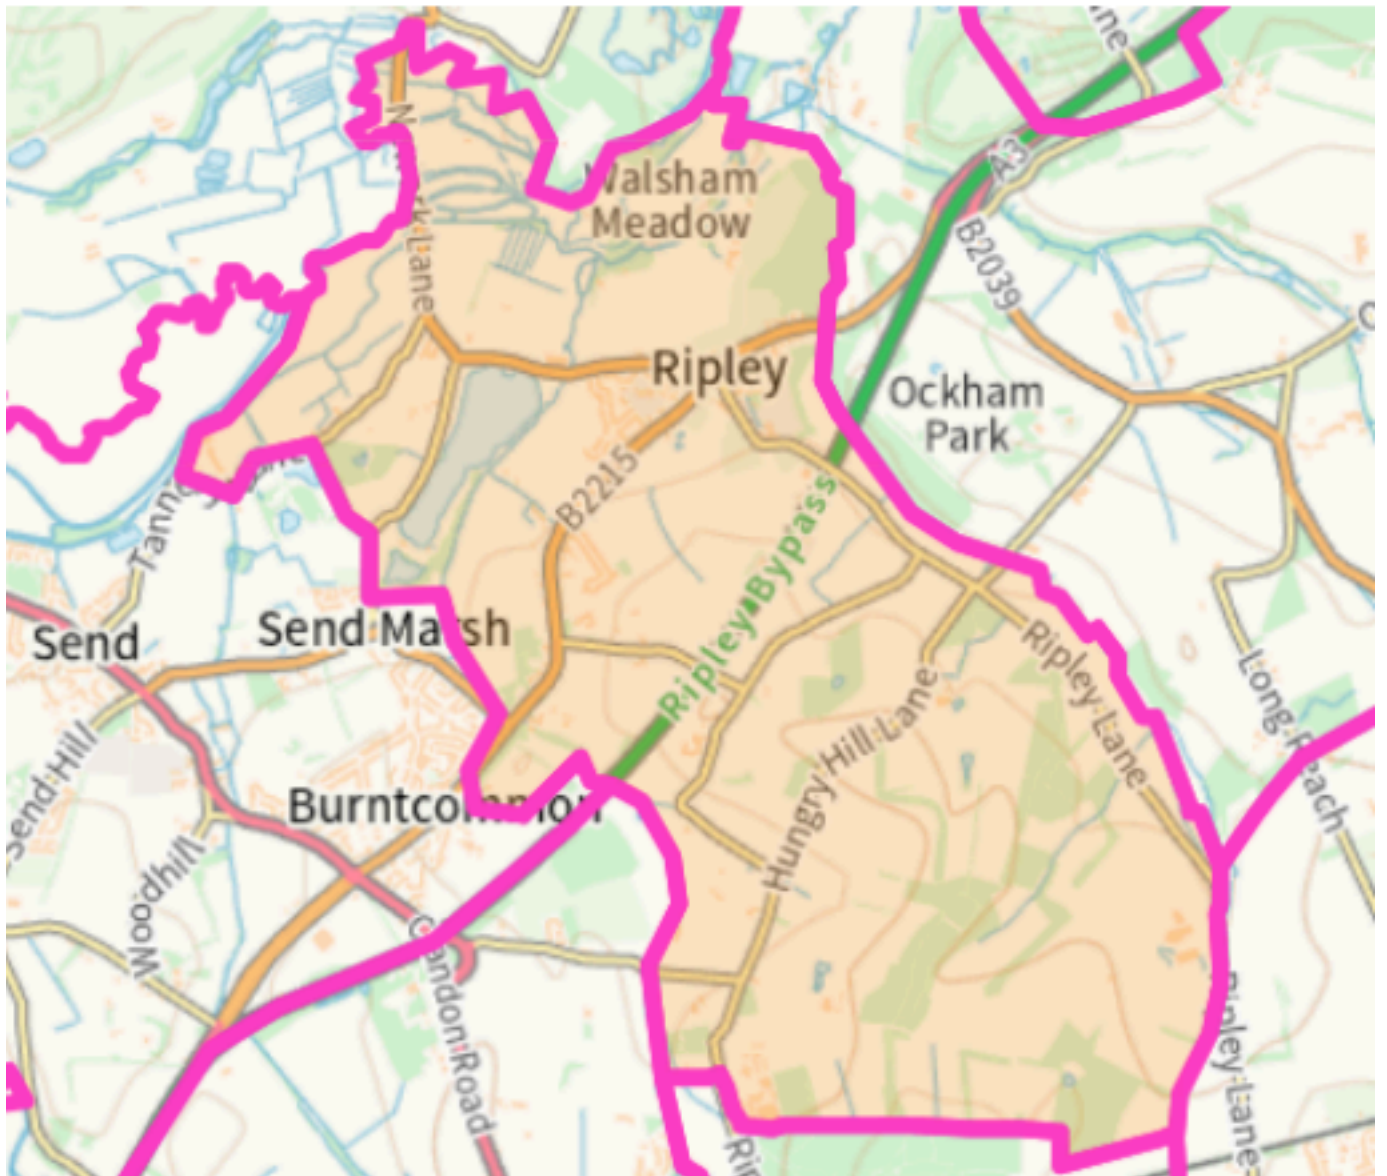 A3
Walsham
Meadow
Lane
B2039
Ripley
Ockham
Park
B2215
Ripley Bypass
Send
Send Marsh
Ripley Lane
Long Reach
Send Hill
Hungry Hill Lane
Burntcommon
Woodhill
Clandon Road
Ripley Lane